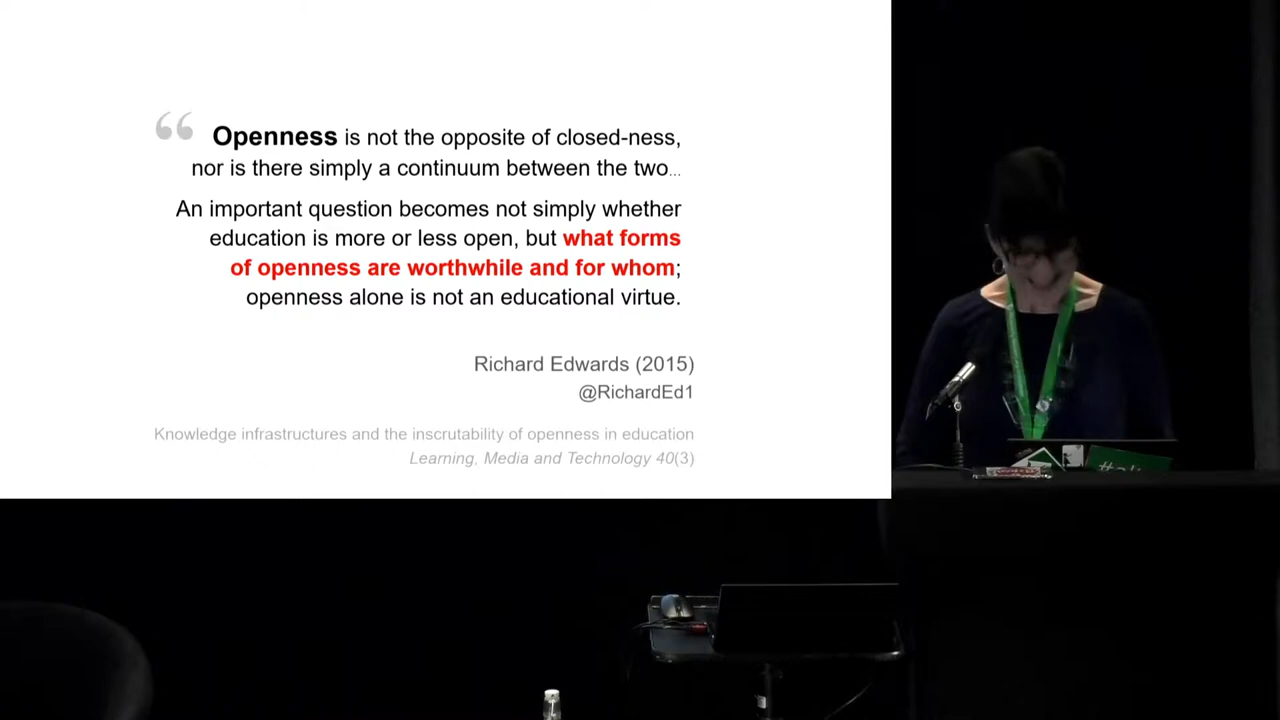 “ Openness is not the opposite of closed-ness,
nor is there simply a continuum between the two...
An important question becomes not simply whether
education is more or less open, but what forms
of openness are worthwhile and for whom;
openness alone is not an educational virtue.
Richard Edwards (2015)
@RichardEd1
Knowledge infrastructures and the inscrutability of openness in education
Learning, Media and Technology 40(3)